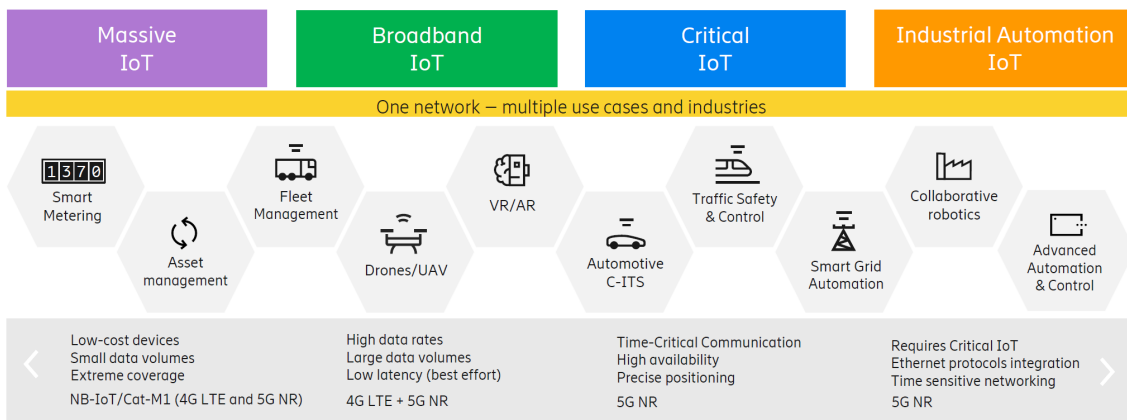 Massive
IoT
Broadband
IoT
Critical
IoT
Industrial Automation
IoT
One network – multiple use cases and industries
1370
Smart
Metering
Asset
management
Fleet
Management
Drones/UAV
VR/AR
Automotive
C-ITS
Traffic Safety
& Control
Smart Grid
Automation
Collaborative
robotics
Advanced
Automation
& Control
Low-cost devices
Small data volumes
Extreme coverage
NB-IoT/Cat-M1 (4G LTE and 5G NR)
High data rates
Large data volumes
Low latency (best effort)
4G LTE + 5G NR
Time-Critical Communication
High availability
Precise positioning
5G NR
Requires Critical IoT
Ethernet protocols integration
Time sensitive networking
5G NR